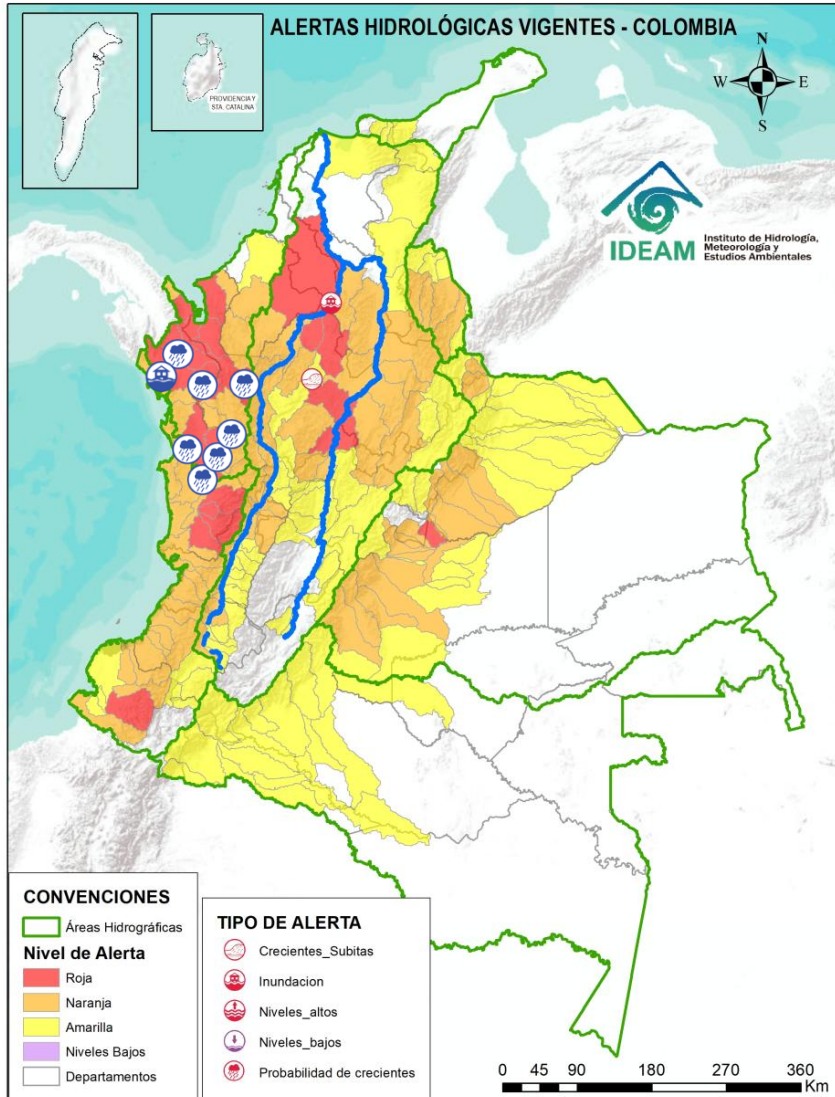 ALERTAS HIDROLÓGICAS VIGENTES - COLOMBIA
PROVIDENCIA Y
STA. CATALINA
N
W
E
S
IDEAM
Instituto de Hidrología,
Meteorología y
Estudios Ambientales
CONVENCIONES
Áreas Hidrográficas
Nivel de Alerta
Roja
Naranja
Amarilla
Niveles Bajos
Departamentos
TIPO DE ALERTA
Crecientes_Subitas
Inundacion
Niveles_altos
Niveles_bajos
Probabilidad de crecientes
0 45 90 180 270 360
Km